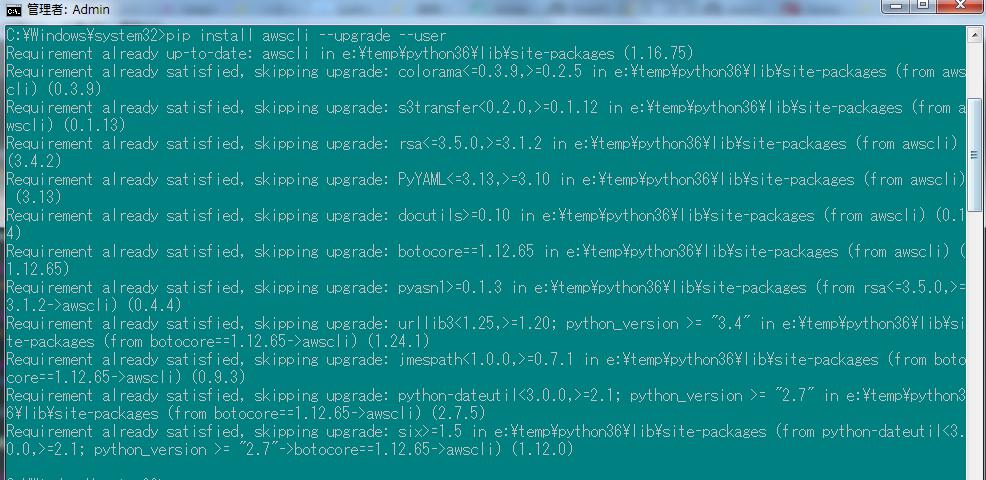 管理者: Admin
C:¥Windows¥system32>pip install awscli --upgrade --user
Requirement already up-to-date: awscli in e:¥temp¥python36¥lib¥site-packages (1.16.75)
Requirement already satisfied, skipping upgrade: colorama<=0.3.9,>=0.2.5 in e:¥temp¥python36¥lib¥site-packages (from aws
cli) (0.3.9)
Requirement already satisfied, skipping upgrade: s3transfer<0.2.0,>=0.1.12 in e:¥temp¥python36¥lib¥site-packages (from a
wscli) (0.1.13)
Requirement already satisfied, skipping upgrade: rsa<=3.5.0,>=3.1.2 in e:¥temp¥python36¥lib¥site-packages (from awscli)
(3.4.2)
Requirement already satisfied, skipping upgrade: PyYAML<=3.13,>=3.10 in e:¥temp¥python36¥lib¥site-packages (from awscli)
(3.13)
Requirement already satisfied, skipping upgrade: docutils>=0.10 in e:¥temp¥python36¥lib¥site-packages (from awscli) (0.1
4)
Requirement already satisfied, skipping upgrade: botocore==1.12.65 in e:¥temp¥python36¥lib¥site-packages (from awscli) (
1.12.65)
Requirement already satisfied, skipping upgrade: pyasn1>=0.1.3 in e:¥temp¥python36¥lib¥site-packages (from rsa<=3.5.0,>=
3.1.2->awscli) (0.4.4)
Requirement already satisfied, skipping upgrade: urllib3<1.25,>=1.20; python_version >= "3.4" in e:¥temp¥python36¥lib¥si
te-packages (from botocore==1.12.65->awscli) (1.24.1)
Requirement already satisfied, skipping upgrade: jmespath<1.0.0,>=0.7.1 in e:¥temp¥python36¥lib¥site-packages (from boto
core==1.12.65->awscli) (0.9.3)
Requirement already satisfied, skipping upgrade: python-dateutil<3.0.0,>=2.1; python_version >= "2.7" in e:¥temp¥python3
6¥lib¥site-packages (from botocore==1.12.65->awscli) (2.7.5)
Requirement already satisfied, skipping upgrade: six>=1.5 in e:¥temp¥python36¥lib¥site-packages (from python-dateutil<3.
0.0,>=2.1; python_version >= "2.7"->botocore==1.12.65->awscli) (1.12.0)